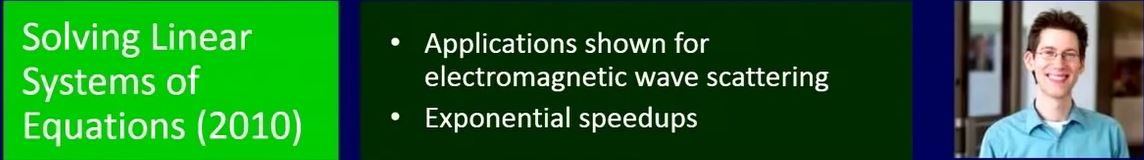 Solving Linear
Systems of
Equations (2010)
• Applications shown for
electromagnetic wave scattering
• Exponential speedups